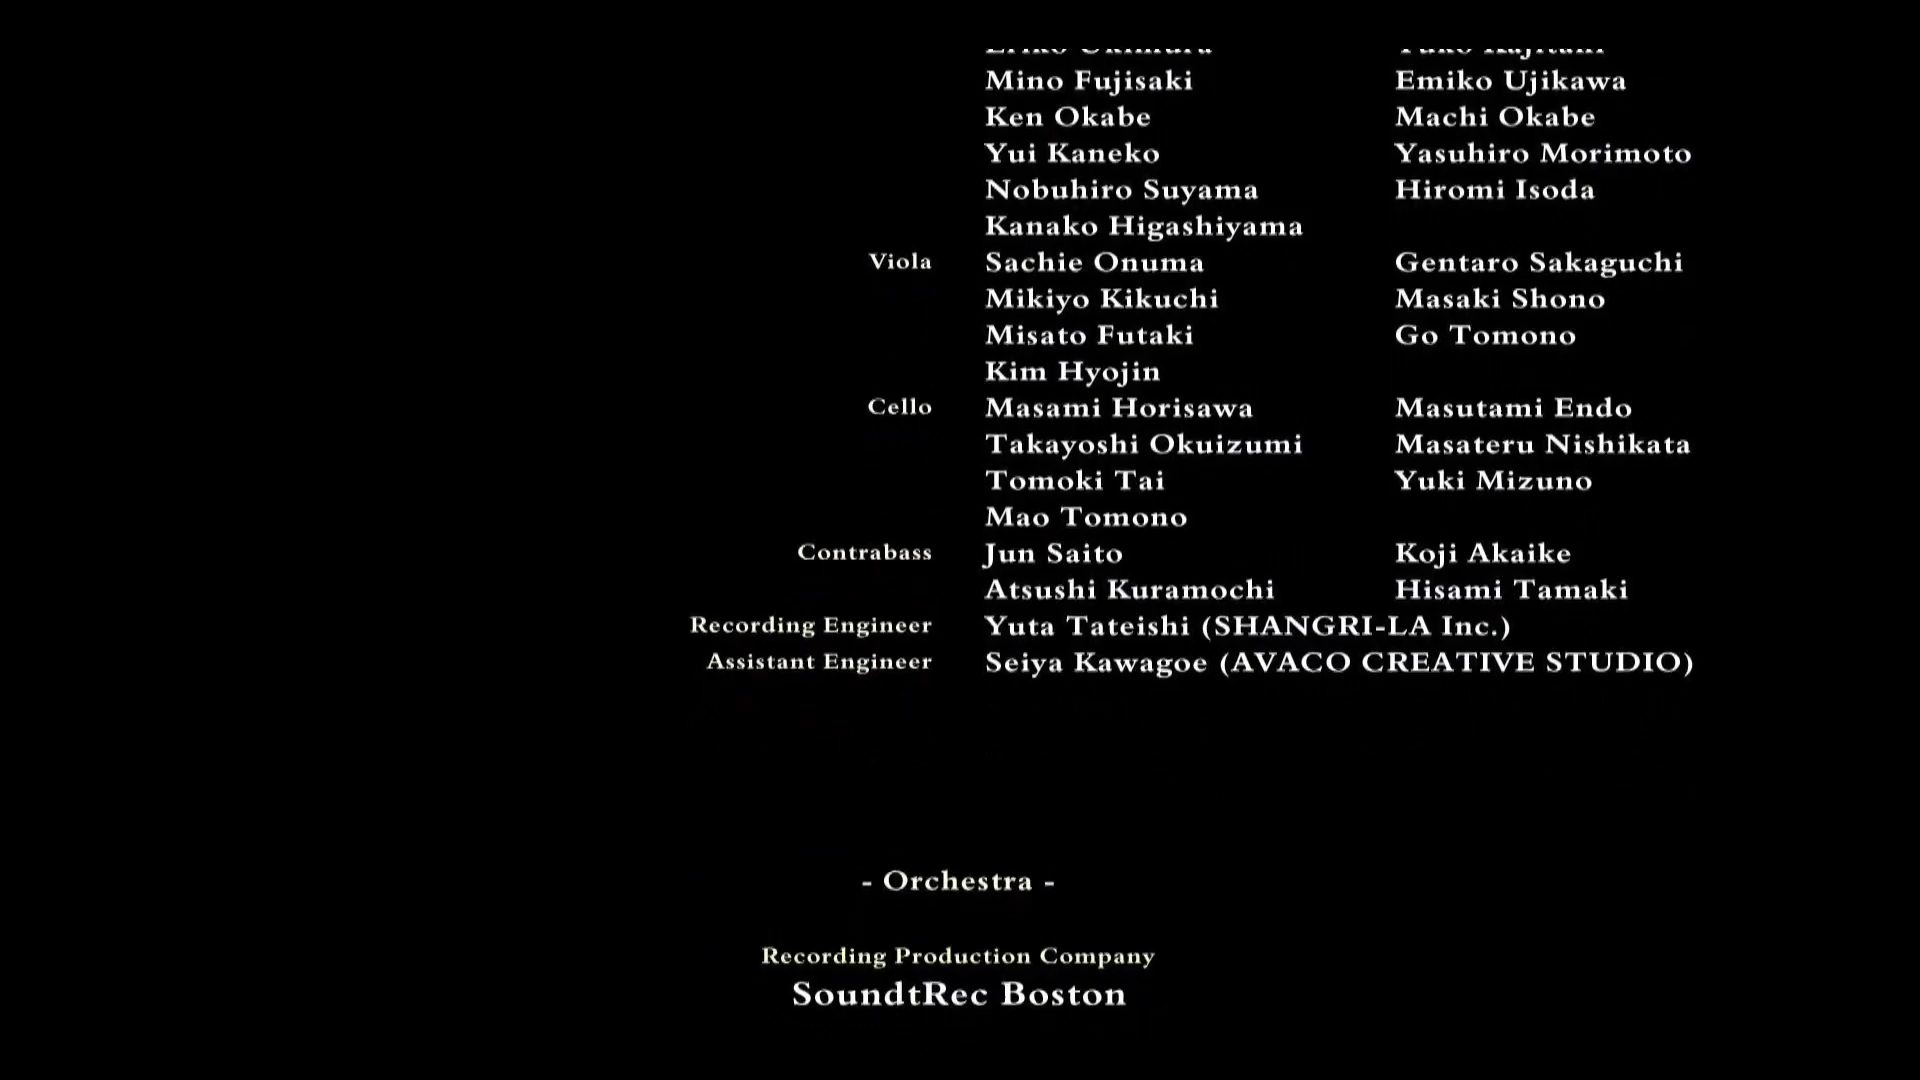 Mino Fujisaki Emiko Ujikawa
Ken Okabe Machi Okabe
Yui Kaneko Yasuhiro Morimoto
Nobuhiro Suyama Hiromi Isoda
Kanako Higashiyama
Viola Sachie Onuma Gentaro Sakaguchi
Mikiyo Kikuchi Masaki Shono
Misato Futaki Go Tomono
Kim Hyojin
Cello Masami Horisawa Masutami Endo
Takayoshi Okuizumi Masateru Nishikata
Tomoki Tai Yuki Mizuno
Mao Tomono
Contrabass Jun Saito Koji Akaike
Atsushi Kuramochi Hisami Tamaki
Recording Engineer Yuta Tateishi (SHANGRI-LA Inc.)
Assistant Engineer Seiya Kawagoe (AVACO CREATIVE STUDIO)
- Orchestra -
Recording Production Company
SoundtRec Boston